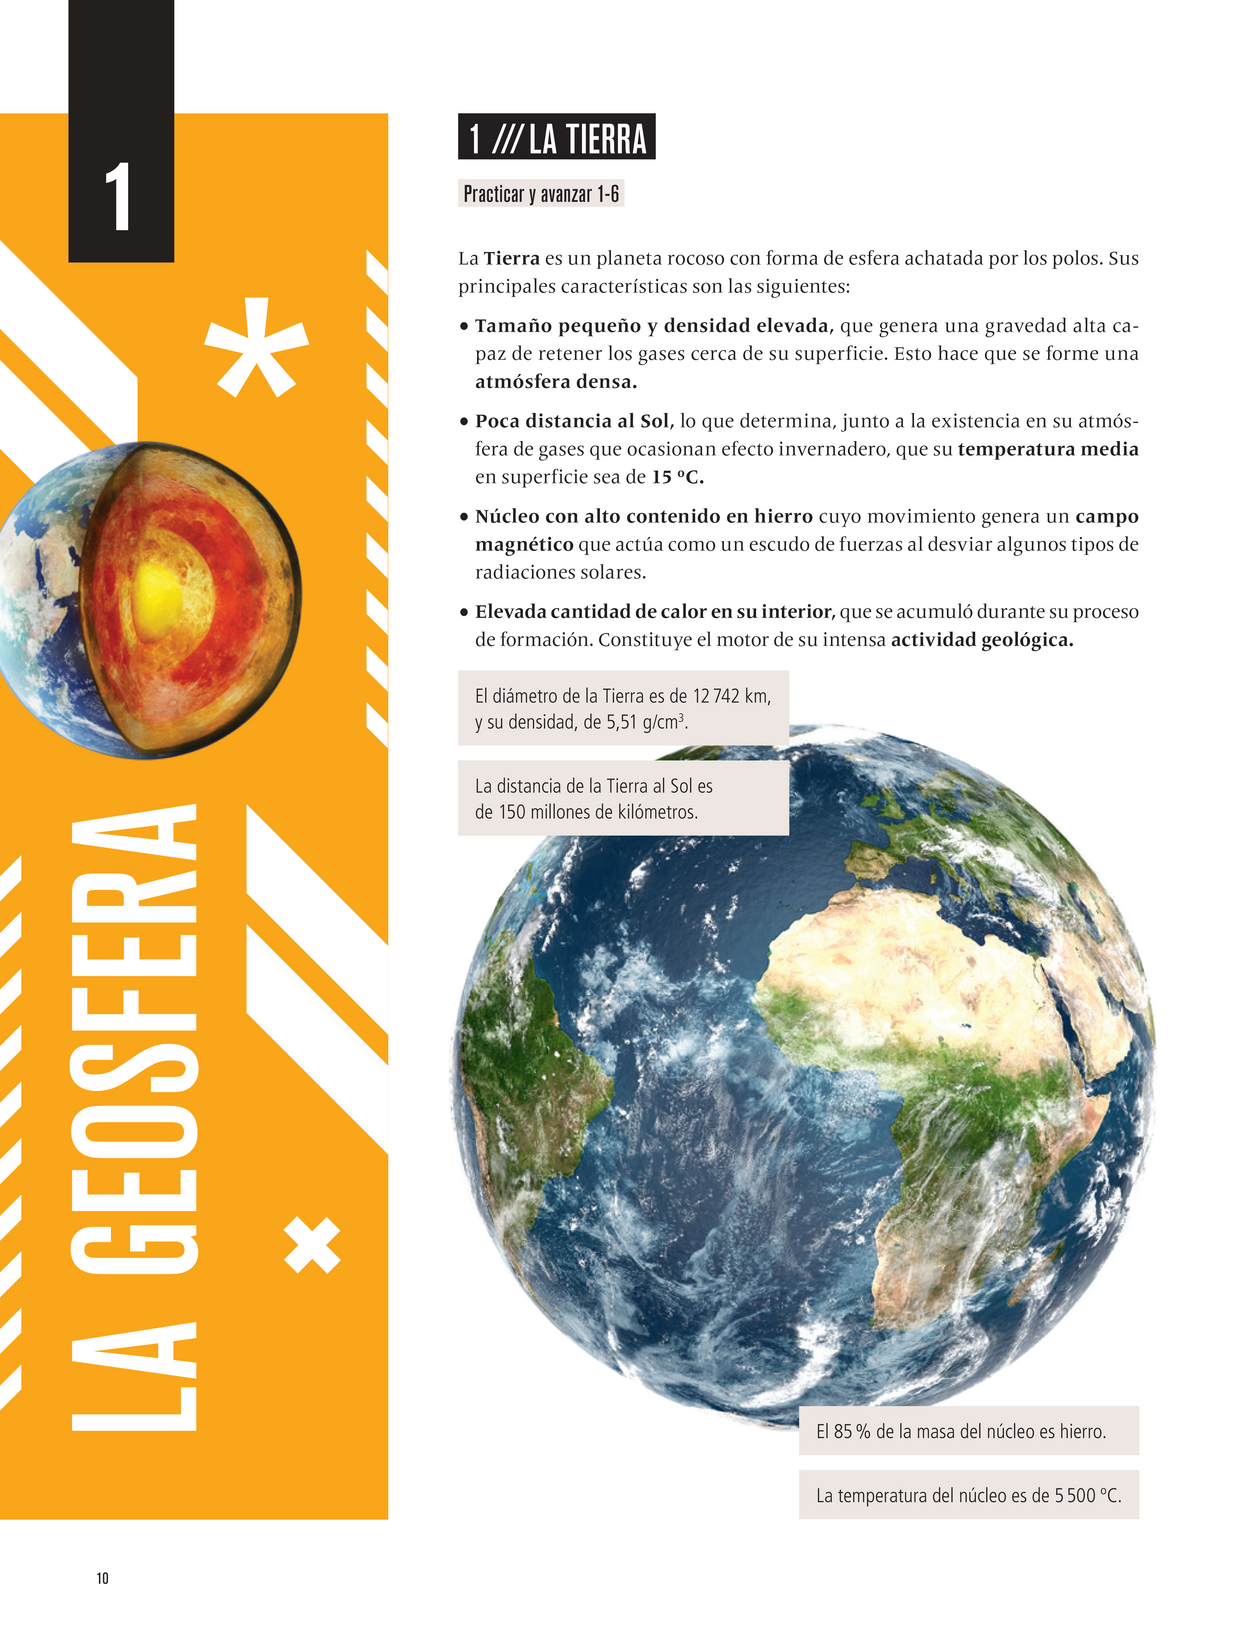 1
LA GEOSFERA
1 /// LA TIERRA
Practicar y avanzar 1-6
La Tierra es un planeta rocoso con forma de esfera achatada por los polos. Sus
principales características son las siguientes:
• Tamaño pequeño y densidad elevada, que genera una gravedad alta ca-
paz de retener los gases cerca de su superficie. Esto hace que se forme una
atmósfera densa.
• Poca distancia al Sol, lo que determina, junto a la existencia en su atmós-
fera de gases que ocasionan efecto invernadero, que su temperatura media
en superficie sea de 15 ºC.
• Núcleo con alto contenido en hierro cuyo movimiento genera un campo
magnético que actúa como un escudo de fuerzas al desviar algunos tipos de
radiaciones solares.
• Elevada cantidad de calor en su interior, que se acumuló durante su proceso
de formación. Constituye el motor de su intensa actividad geológica.
El diámetro de la Tierra es de 12 742 km,
y su densidad, de 5,51 g/cm³.
La distancia de la Tierra al Sol es
de 150 millones de kilómetros.
El 85 % de la masa del núcleo es hierro.
La temperatura del núcleo es de 5 500 ºC.
10